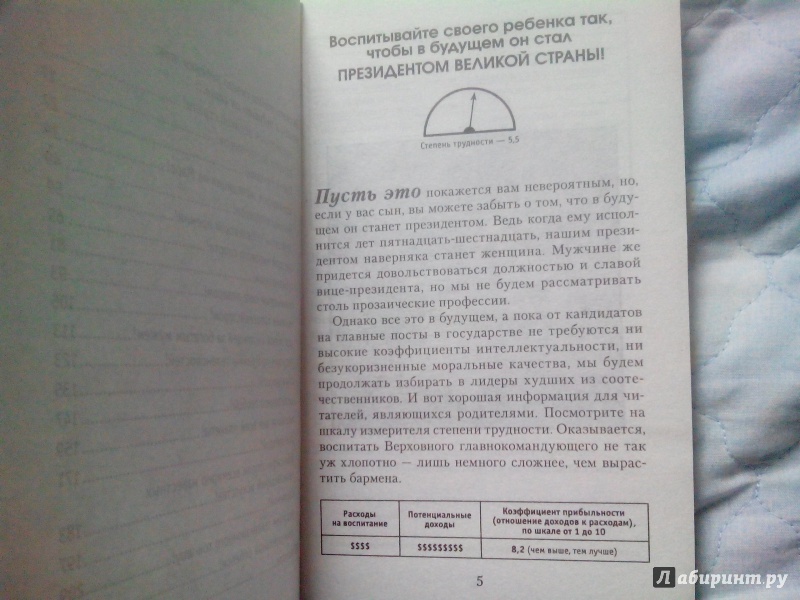 Воспитывайте своего ребенка так,
чтобы в будущем он стал
ПРЕЗИДЕНТОМ ВЕЛИКОЙ СТРАНЫ!
Степень трудности — 5,5
Пусть это покажется вам невероятным, но,
если у вас сын, вы можете забыть о том, что в буду-
щем он станет президентом. Ведь когда ему испол-
нится лет пятнадцать-шестнадцать, нашим прези-
дентом наверняка станет женщина. Мужчине же
придется довольствоваться должностью и славой
вице-президента, но мы не будем рассматривать
столь прозаические профессии.
Однако все это в будущем, а пока от кандидатов
на главные посты в государстве не требуются ни
высокие коэффициенты интеллектуальности, ни
безукоризненные моральные качества, мы будем
продолжать избирать в лидеры худших из сооте-
чественников. И вот хорошая информация для чи-
тателей, являющихся родителями. Посмотрите на
шкалу измерителя степени трудности. Оказывается,
воспитать Верховного главнокомандующего не так
уж хлопотно — лишь немного сложнее, чем вырас-
тить бармена.
Расходы
на воспитание
Потенциальные
доходы
Коэффициент прибыльности
(отношение доходов к расходам),
по шкале от 1 до 10
$$$$
$$$$$$$$$
8,2 (чем выше, тем лучше)
5
Лабиринт.ру